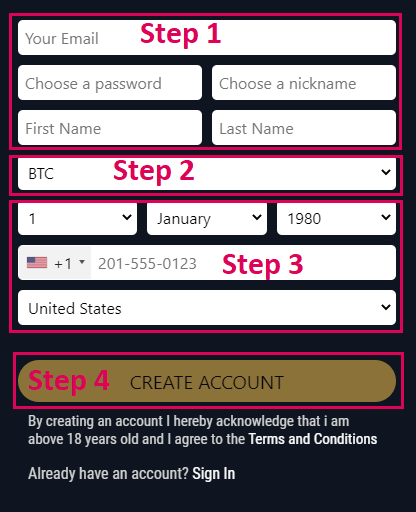 Your Email Step 1
Choose a password Choose a nickname
First Name Last Name
BTC Step 2
1 January 1980
+1 201-555-0123 Step 3
United States
Step 4 CREATE ACCOUNT
By creating an account I hereby acknowledge that i am
above 18 years old and I agree to the Terms and Conditions
Already have an account? Sign In